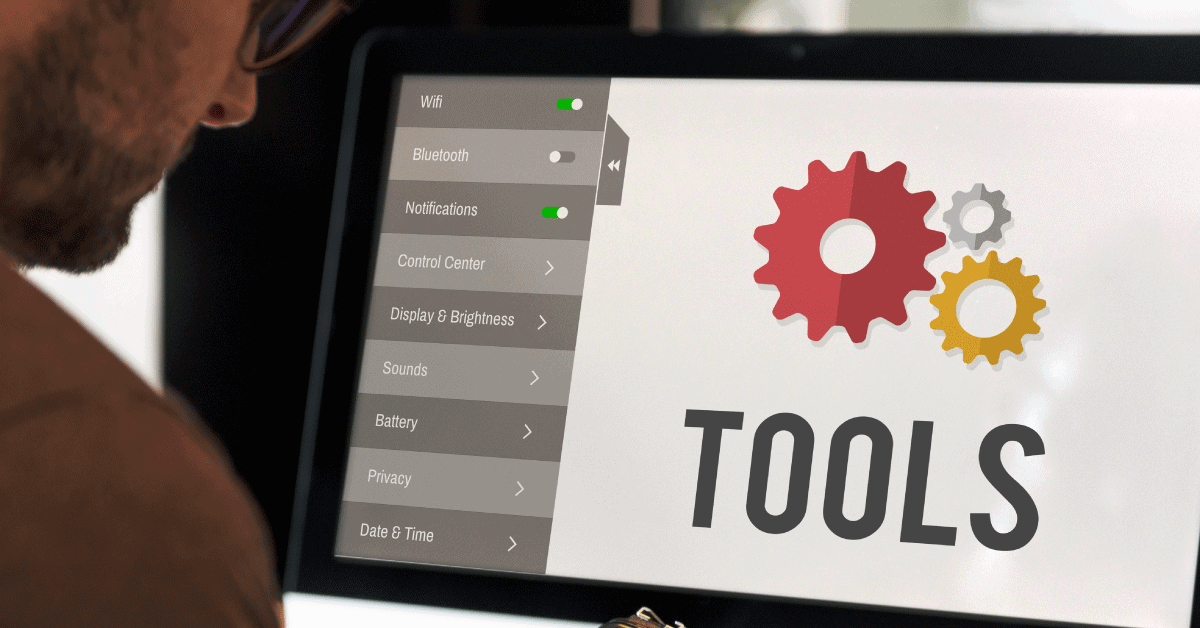 Wifi
Bluetooth
Notifications
Control Center
Display & Brightness
Sounds
Battery
Privacy
Date & Time
TOOLS